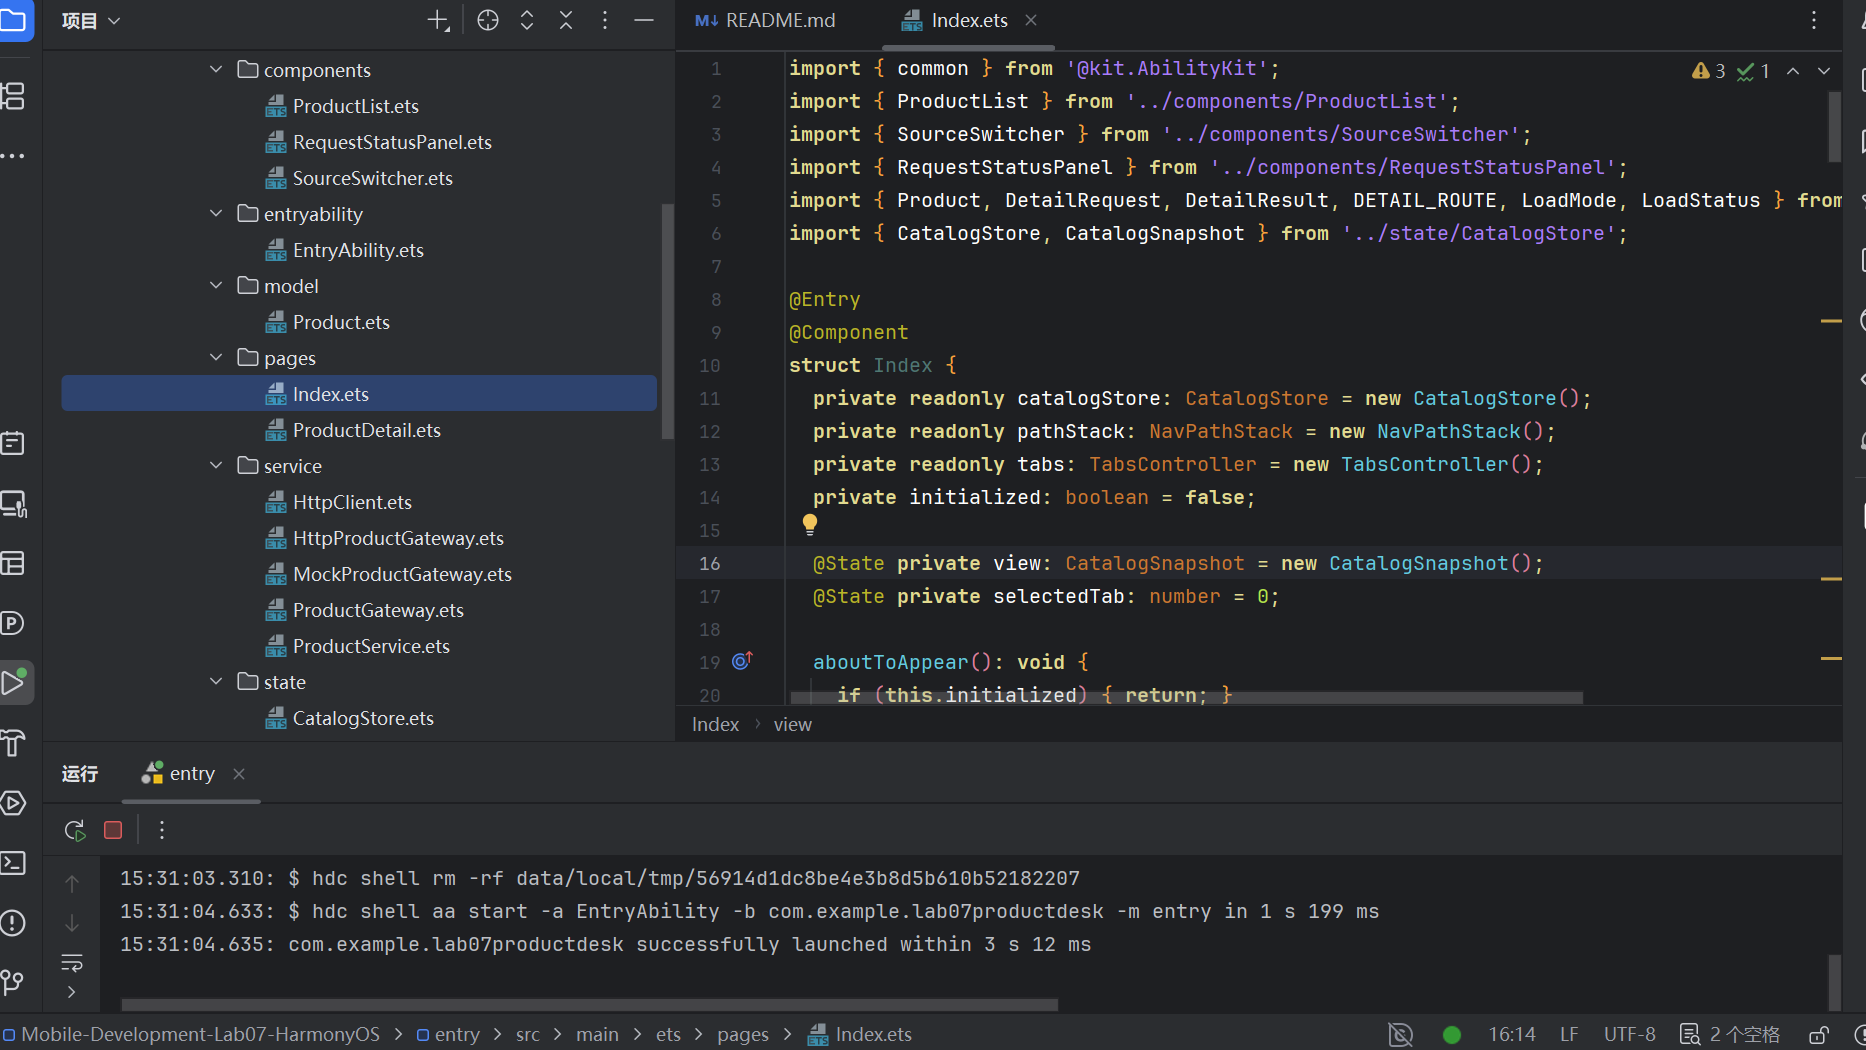 项目
README.md
Index.ets
components
ProductList.ets
RequestStatusPanel.ets
SourceSwitcher.ets
entryability
EntryAbility.ets
model
Product.ets
pages
Index.ets
ProductDetail.ets
service
HttpClient.ets
HttpProductGateway.ets
MockProductGateway.ets
ProductGateway.ets
ProductService.ets
state
CatalogStore.ets
3 1
1 import { common } from '@kit.AbilityKit';
2 import { ProductList } from '../components/ProductList';
3 import { SourceSwitcher } from '../components/SourceSwitcher';
4 import { RequestStatusPanel } from '../components/RequestStatusPanel';
5 import { Product, DetailRequest, DetailResult, DETAIL_ROUTE, LoadMode, LoadStatus } from
6 import { CatalogStore, CatalogSnapshot } from '../state/CatalogStore';
7
8 @Entry
9 @Component
10 struct Index {
11 private readonly catalogStore: CatalogStore = new CatalogStore();
12 private readonly pathStack: NavPathStack = new NavPathStack();
13 private readonly tabs: TabsController = new TabsController();
14 private initialized: boolean = false;
15
16 @State private view: CatalogSnapshot = new CatalogSnapshot();
17 @State private selectedTab: number = 0;
18
19 aboutToAppear(): void {
20 if (this.initialized) { return; }
Index > view
运行
entry
15:31:03.310: $ hdc shell rm -rf data/local/tmp/56914d1dc8be4e3b8d5b610b52182207
15:31:04.633: $ hdc shell aa start -a EntryAbility -b com.example.lab07productdesk -m entry in 1 s 199 ms
15:31:04.635: com.example.lab07productdesk successfully launched within 3 s 12 ms
Mobile-Development-Lab07-HarmonyOS > entry > src > main > ets > pages > Index.ets
16:14 LF UTF-8 2 个空格